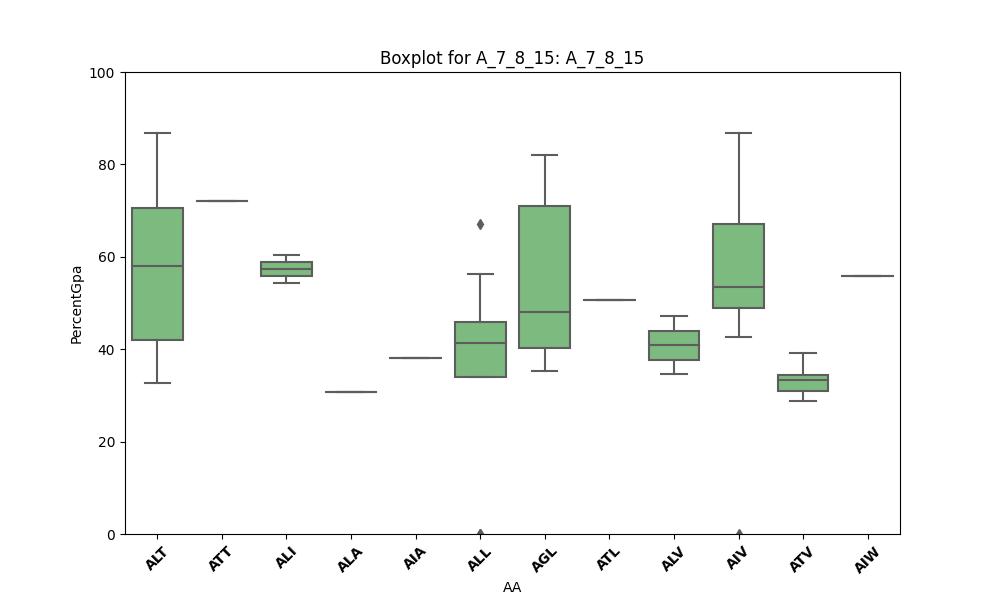 Boxplot for A_7_8_15: A_7_8_15
100
80
60
40
20
0
PercentGpa
ALT
ATT
ALI
ALA
AIA
ALL
AGL
ATL
ALV
AIV
ATV
AIW
AA